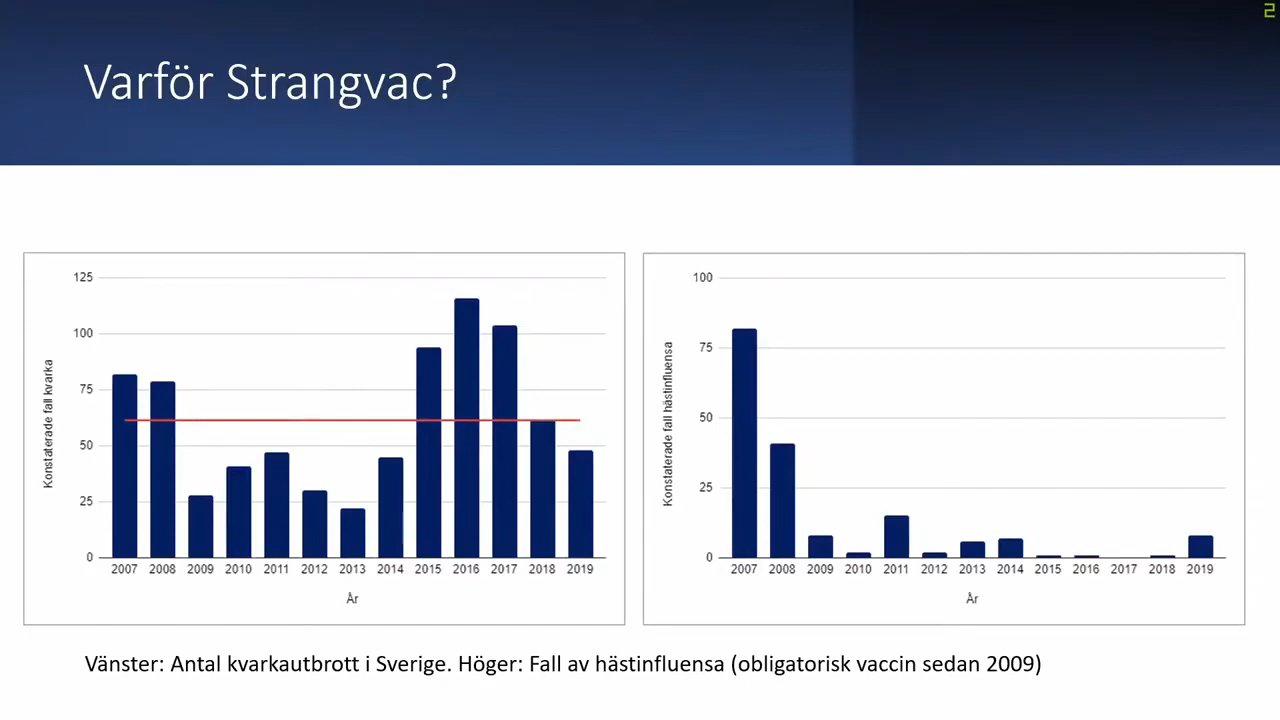 2
Varför Strangvac?
Konstaterade fall kvarka
125
100
75
50
25
0
2007 2008 2009 2010 2011 2012 2013 2014 2015 2016 2017 2018 2019
År
Konstaterade fall hästinfluensa
100
75
50
25
0
2007 2008 2009 2010 2011 2012 2013 2014 2015 2016 2017 2018 2019
År
Vänster: Antal kvarkautbrott i Sverige. Höger: Fall av hästinfluensa (obligatorisk vaccin sedan 2009)